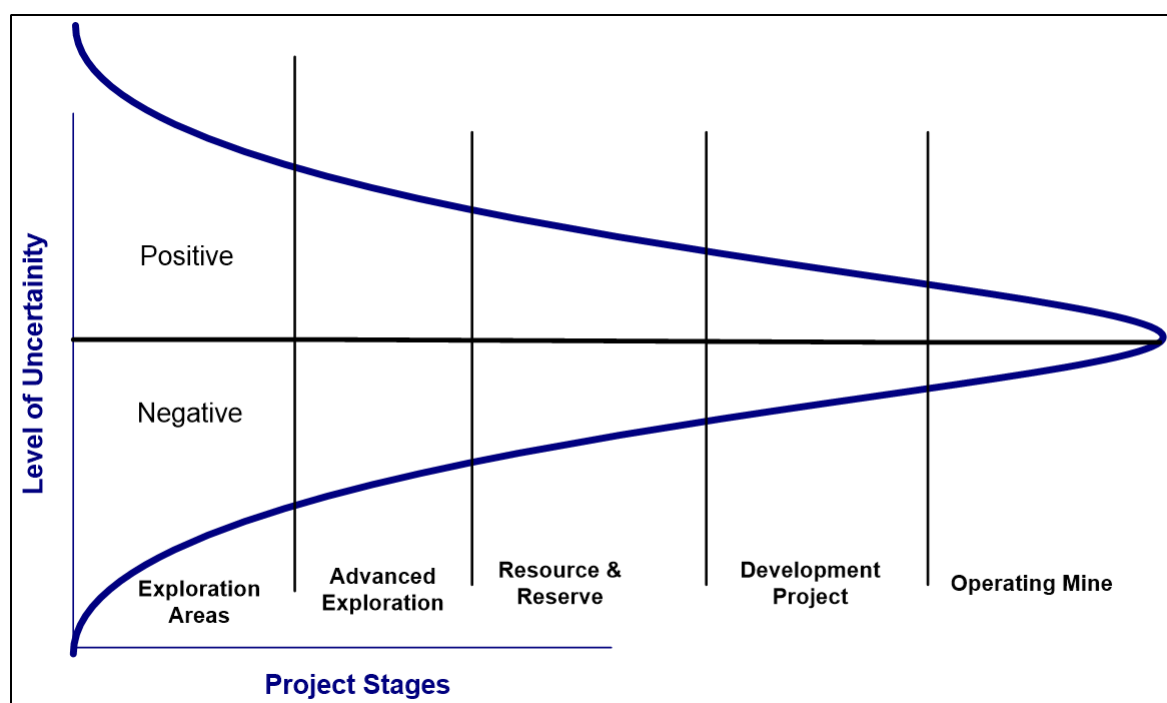 Level of Uncertainity
Positive
Negative
Exploration
Areas
Advanced
Exploration
Resource &
Reserve
Development
Project
Operating Mine
Project Stages